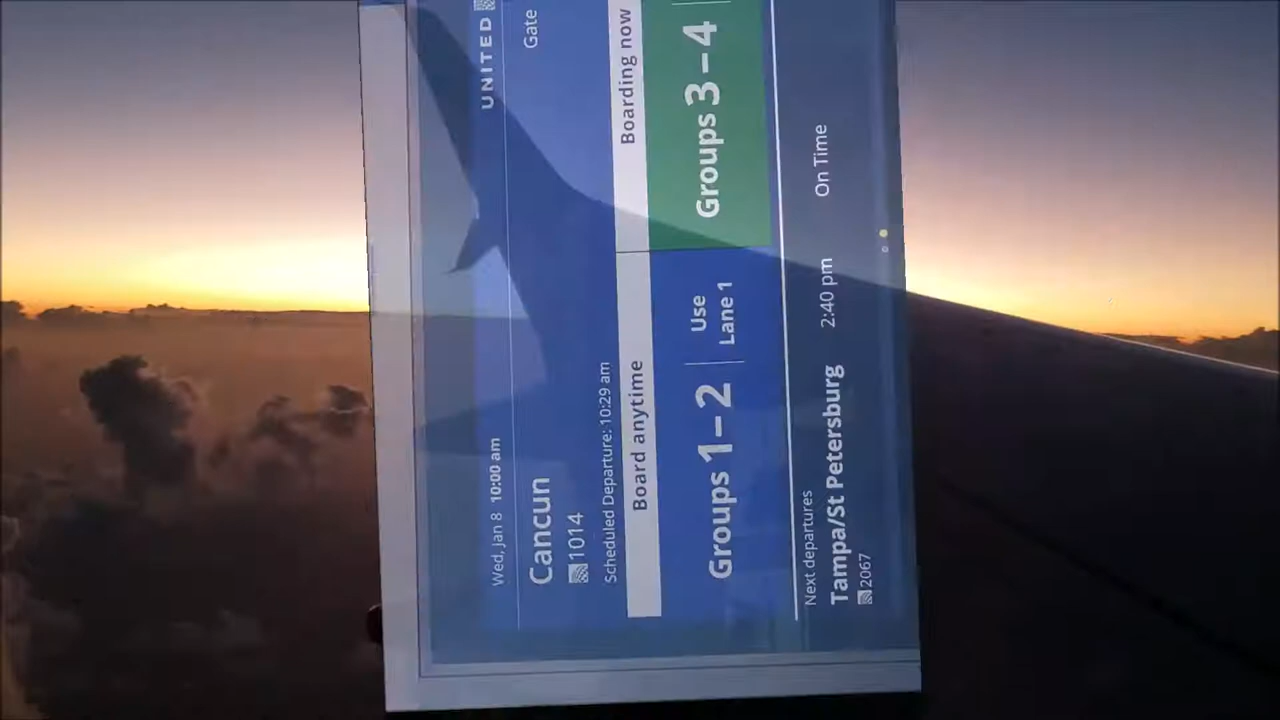 Wed, Jan 8 10:00 am
UNITED
Cancun
Gate
1014
Scheduled Departure: 10:29 am
Board anytime
Boarding now
Groups 1–2
Use
Lane 1
Groups 3–4
Next departures
Tampa/St Petersburg 2:40 pm On Time
2067